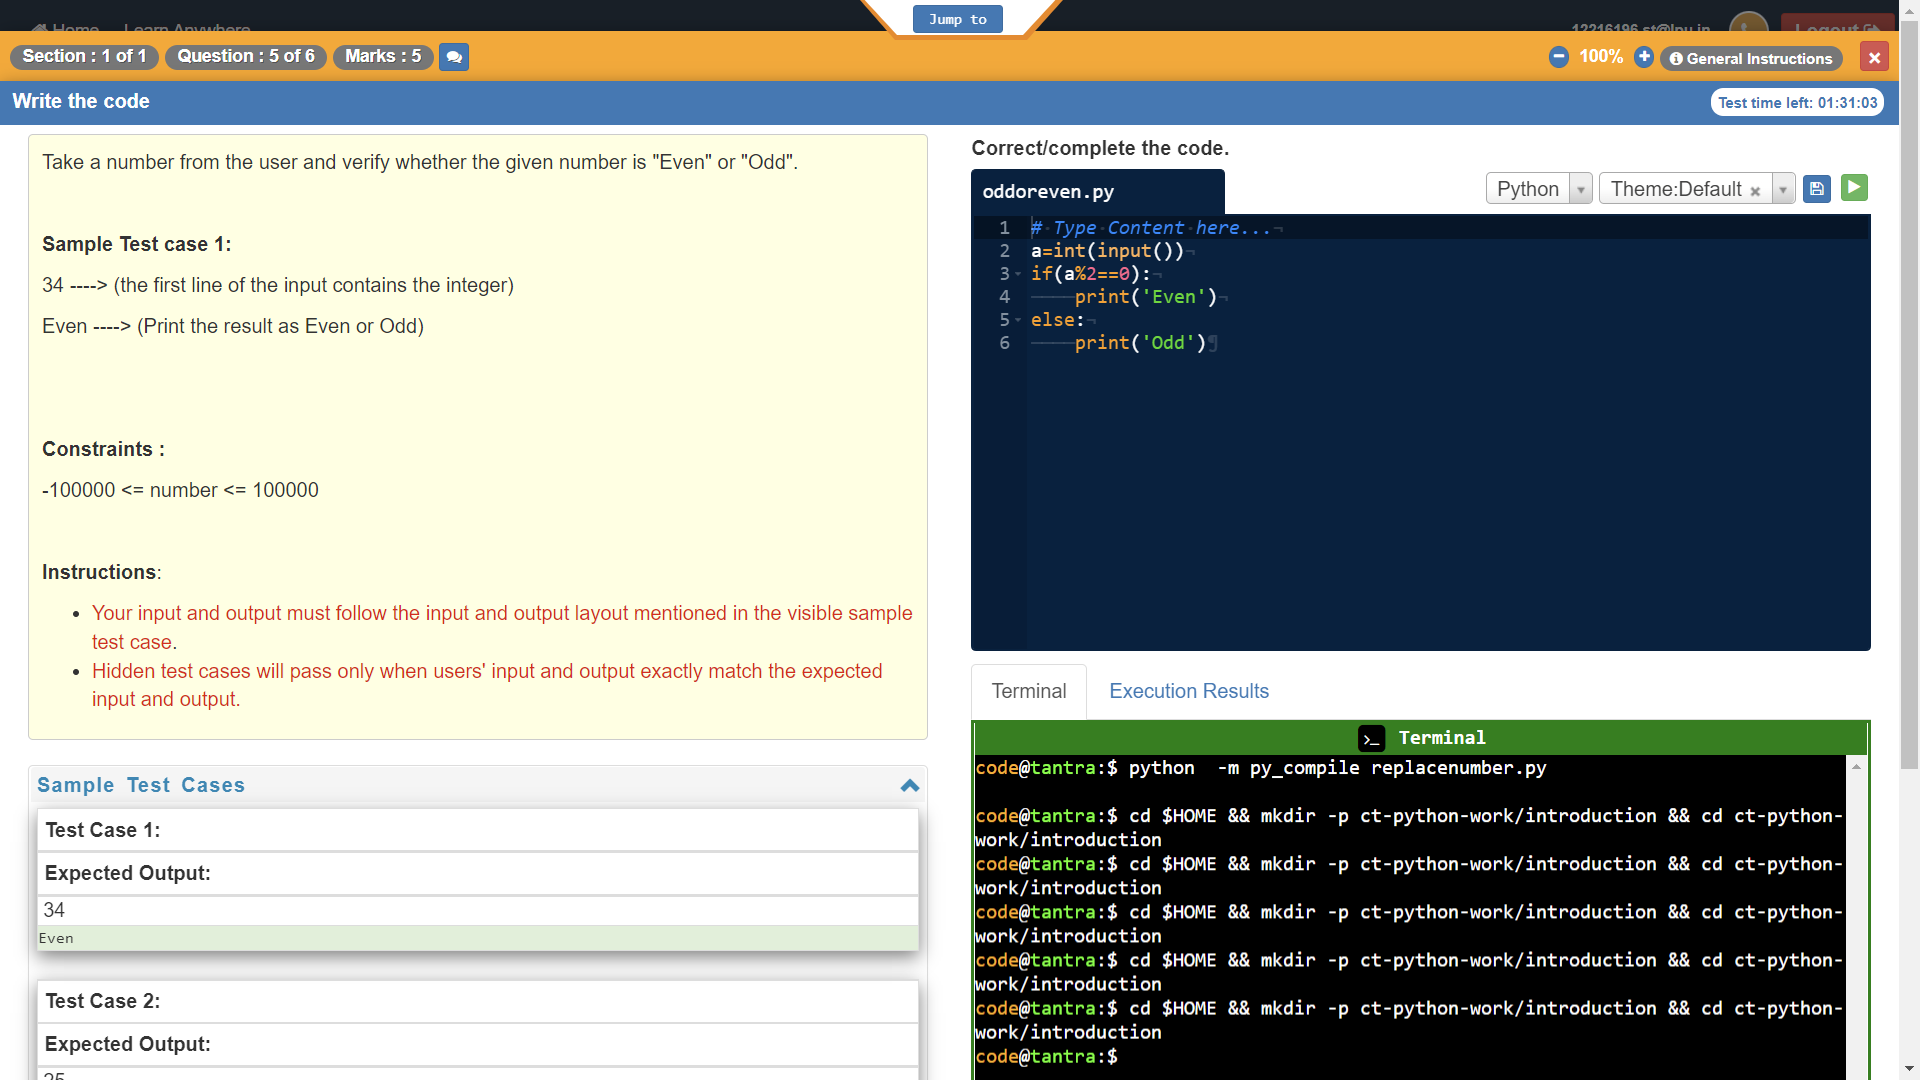 Jump to
Home Learn Anywhere
12216196.st@lpu.in Logout
Section : 1 of 1 Question : 5 of 6 Marks : 5
100% General Instructions
Write the code
Test time left: 01:31:03
Take a number from the user and verify whether the given number is "Even" or "Odd".
Sample Test case 1:
34 ----> (the first line of the input contains the integer)
Even ----> (Print the result as Even or Odd)
Constraints :
-100000 <= number <= 100000
Instructions:
Your input and output must follow the input and output layout mentioned in the visible sample
test case.
Hidden test cases will pass only when users' input and output exactly match the expected
input and output.
Sample Test Cases
Test Case 1:
Expected Output:
34
Even
Test Case 2:
Expected Output:
25
Correct/complete the code.
oddoreven.py
Python Theme:Default ×
1 # Type Content here...
2 a=int(input())
3 if(a%2==0):
4 print('Even')
5 else:
6 print('Odd')
Terminal Execution Results
>_ Terminal
code@tantra:$ python  -m py_compile replacenumber.py
code@tantra:$ cd $HOME && mkdir -p ct-python-work/introduction && cd ct-python-
work/introduction
code@tantra:$ cd $HOME && mkdir -p ct-python-work/introduction && cd ct-python-
work/introduction
code@tantra:$ cd $HOME && mkdir -p ct-python-work/introduction && cd ct-python-
work/introduction
code@tantra:$ cd $HOME && mkdir -p ct-python-work/introduction && cd ct-python-
work/introduction
code@tantra:$ cd $HOME && mkdir -p ct-python-work/introduction && cd ct-python-
work/introduction
code@tantra:$